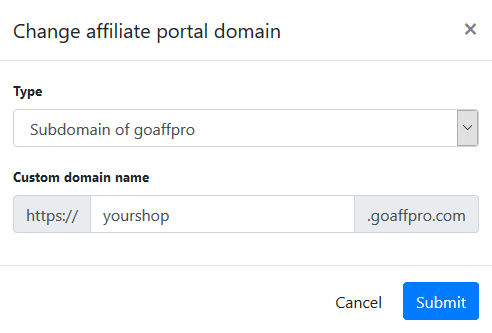 Change affiliate portal domain ×
Type
Subdomain of goaffpro
Custom domain name
https:// yourshop .goaffpro.com
Cancel Submit